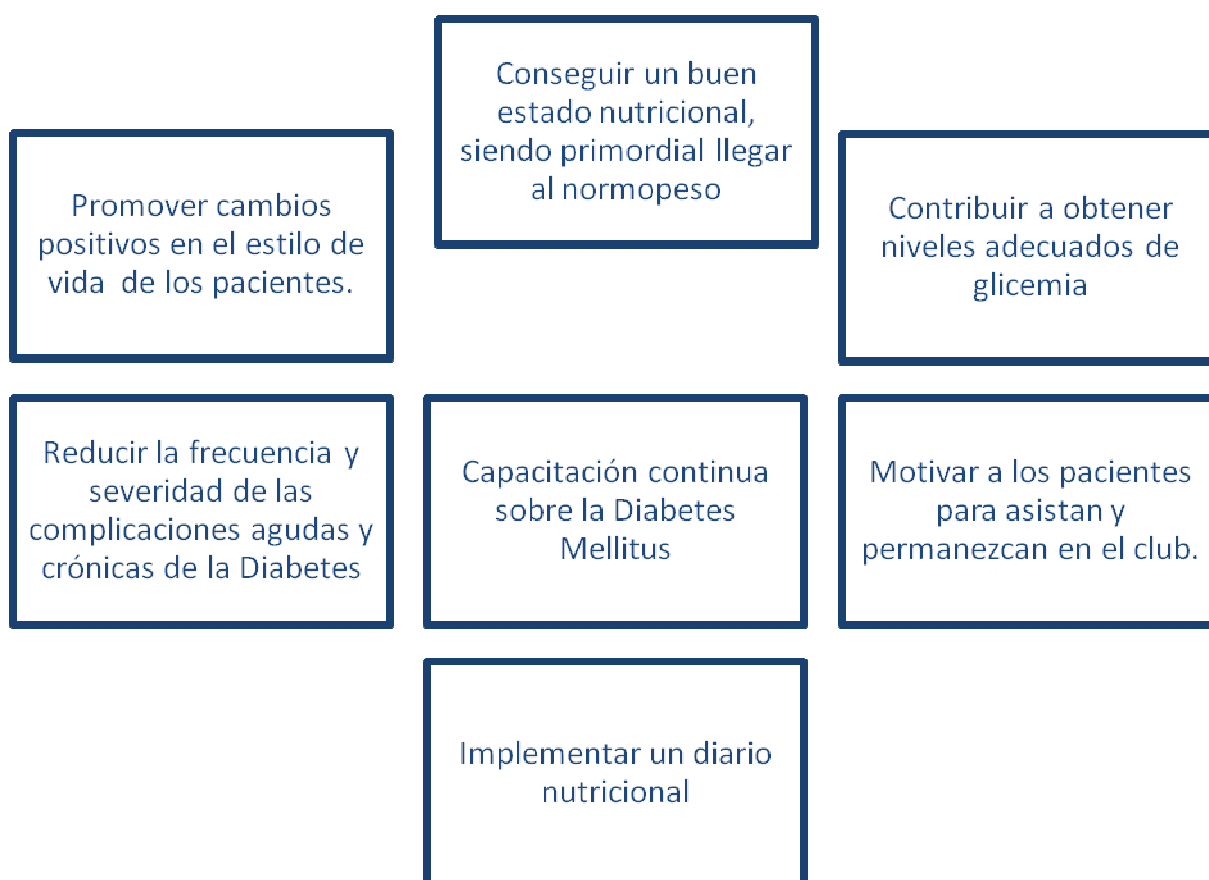 Conseguir un buen
estado nutricional,
siendo primordial llegar
al normopeso
Promover cambios
positivos en el estilo de
vida de los pacientes.
Contribuir a obtener
niveles adecuados de
glicemia
Reducir la frecuencia y
severidad de las
complicaciones agudas y
crónicas de la Diabetes
Capacitación continua
sobre la Diabetes
Mellitus
Motivar a los pacientes
para asistan y
permanezcan en el club.
Implementar un diario
nutricional